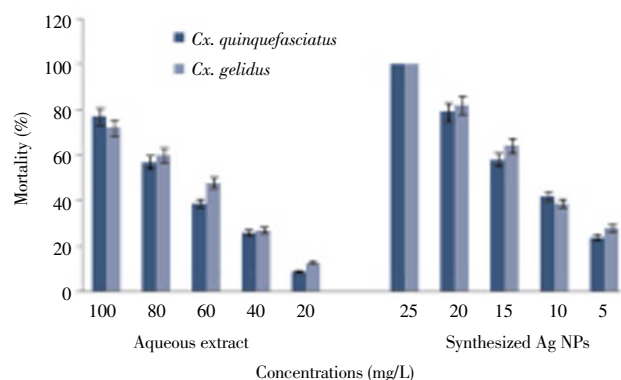 120
100
80
60
40
20
0
Mortality (%)
Cx. quinquefasciatus
Cx. gelidus
100 80 60 40 20 25 20 15 10 5
Aqueous extract Synthesized Ag NPs
Concentrations (mg/L)